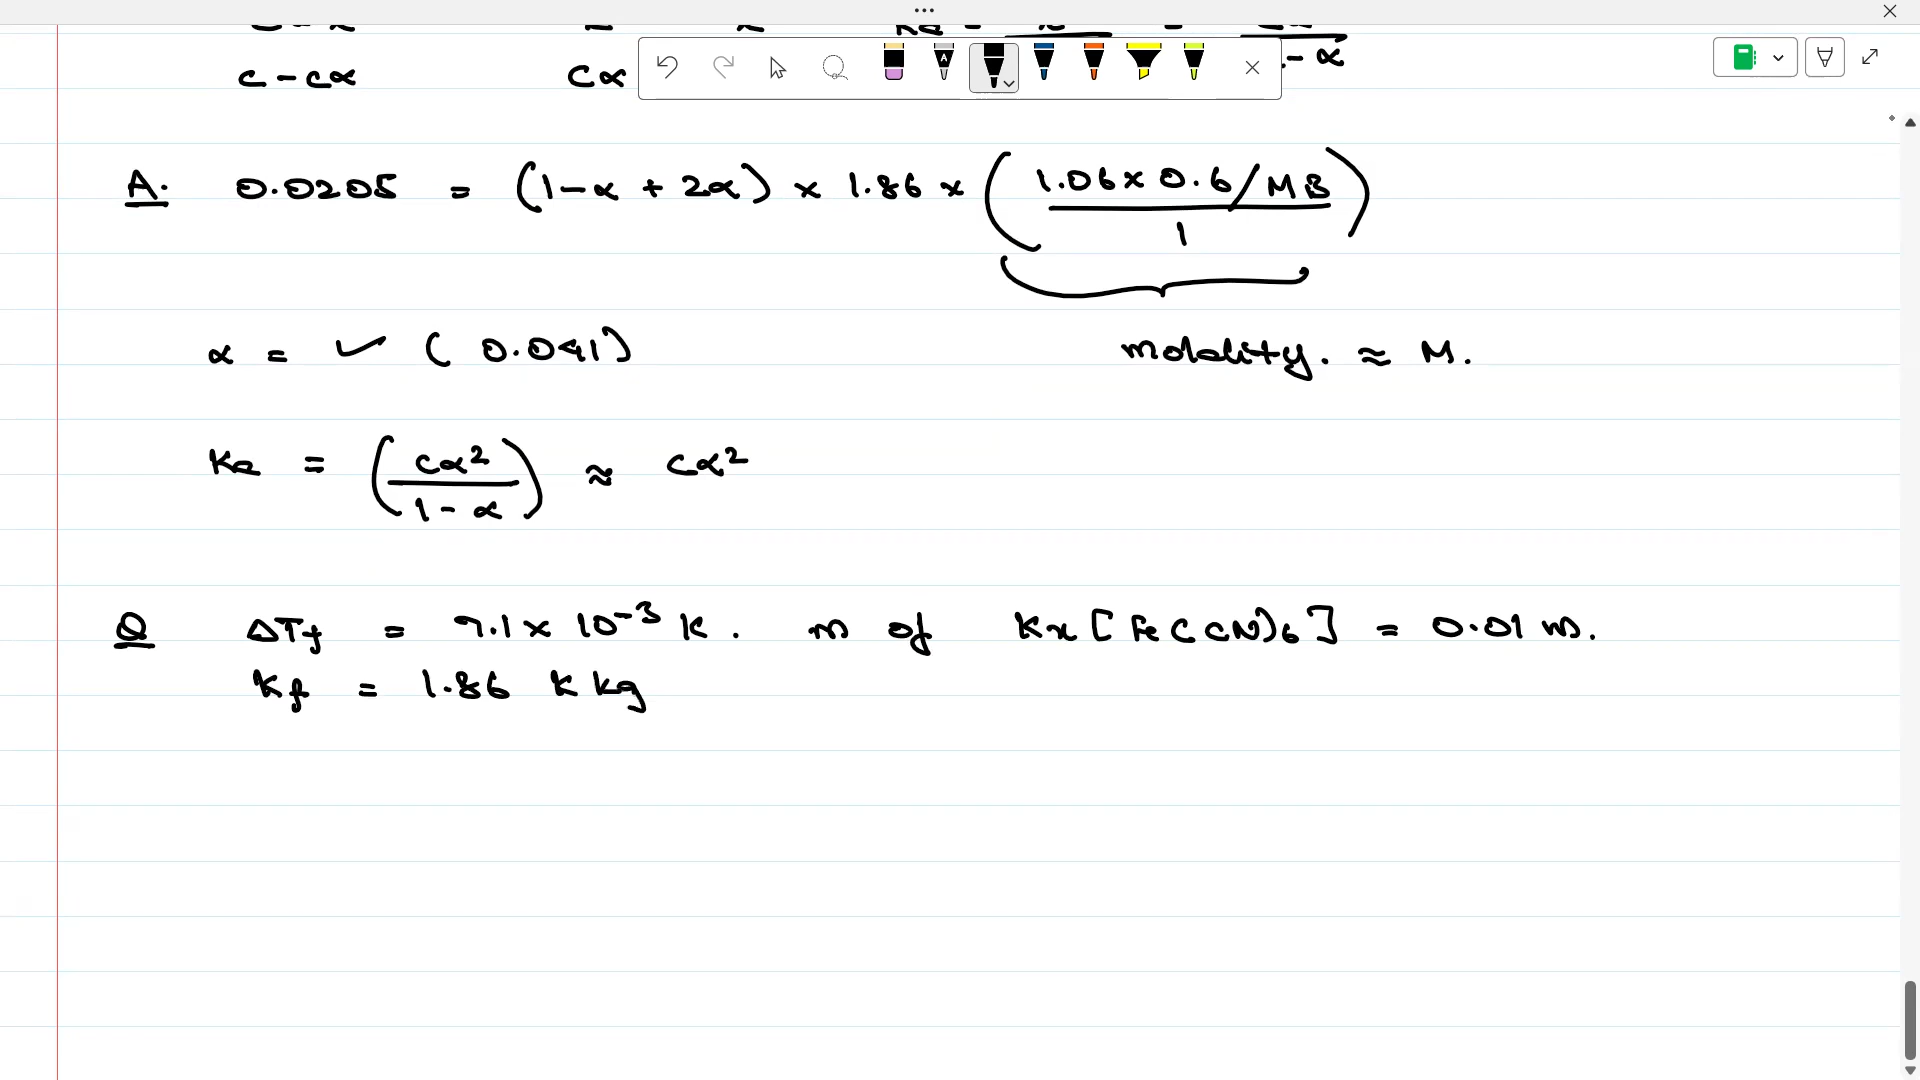 c - cα cα - α
A. 0.0205 = (1-α + 2α) × 1.86 × (1.06 × 0.6/MB / 1)
α = ✓ (0.041) molality. ≈ M.
Ka = (cα² / 1-α) ≈ cα²
Q ΔTf = 7.1 × 10⁻³ K. m of Kx[Fe(CN)6] = 0.01 m.
Kf = 1.86 K kg